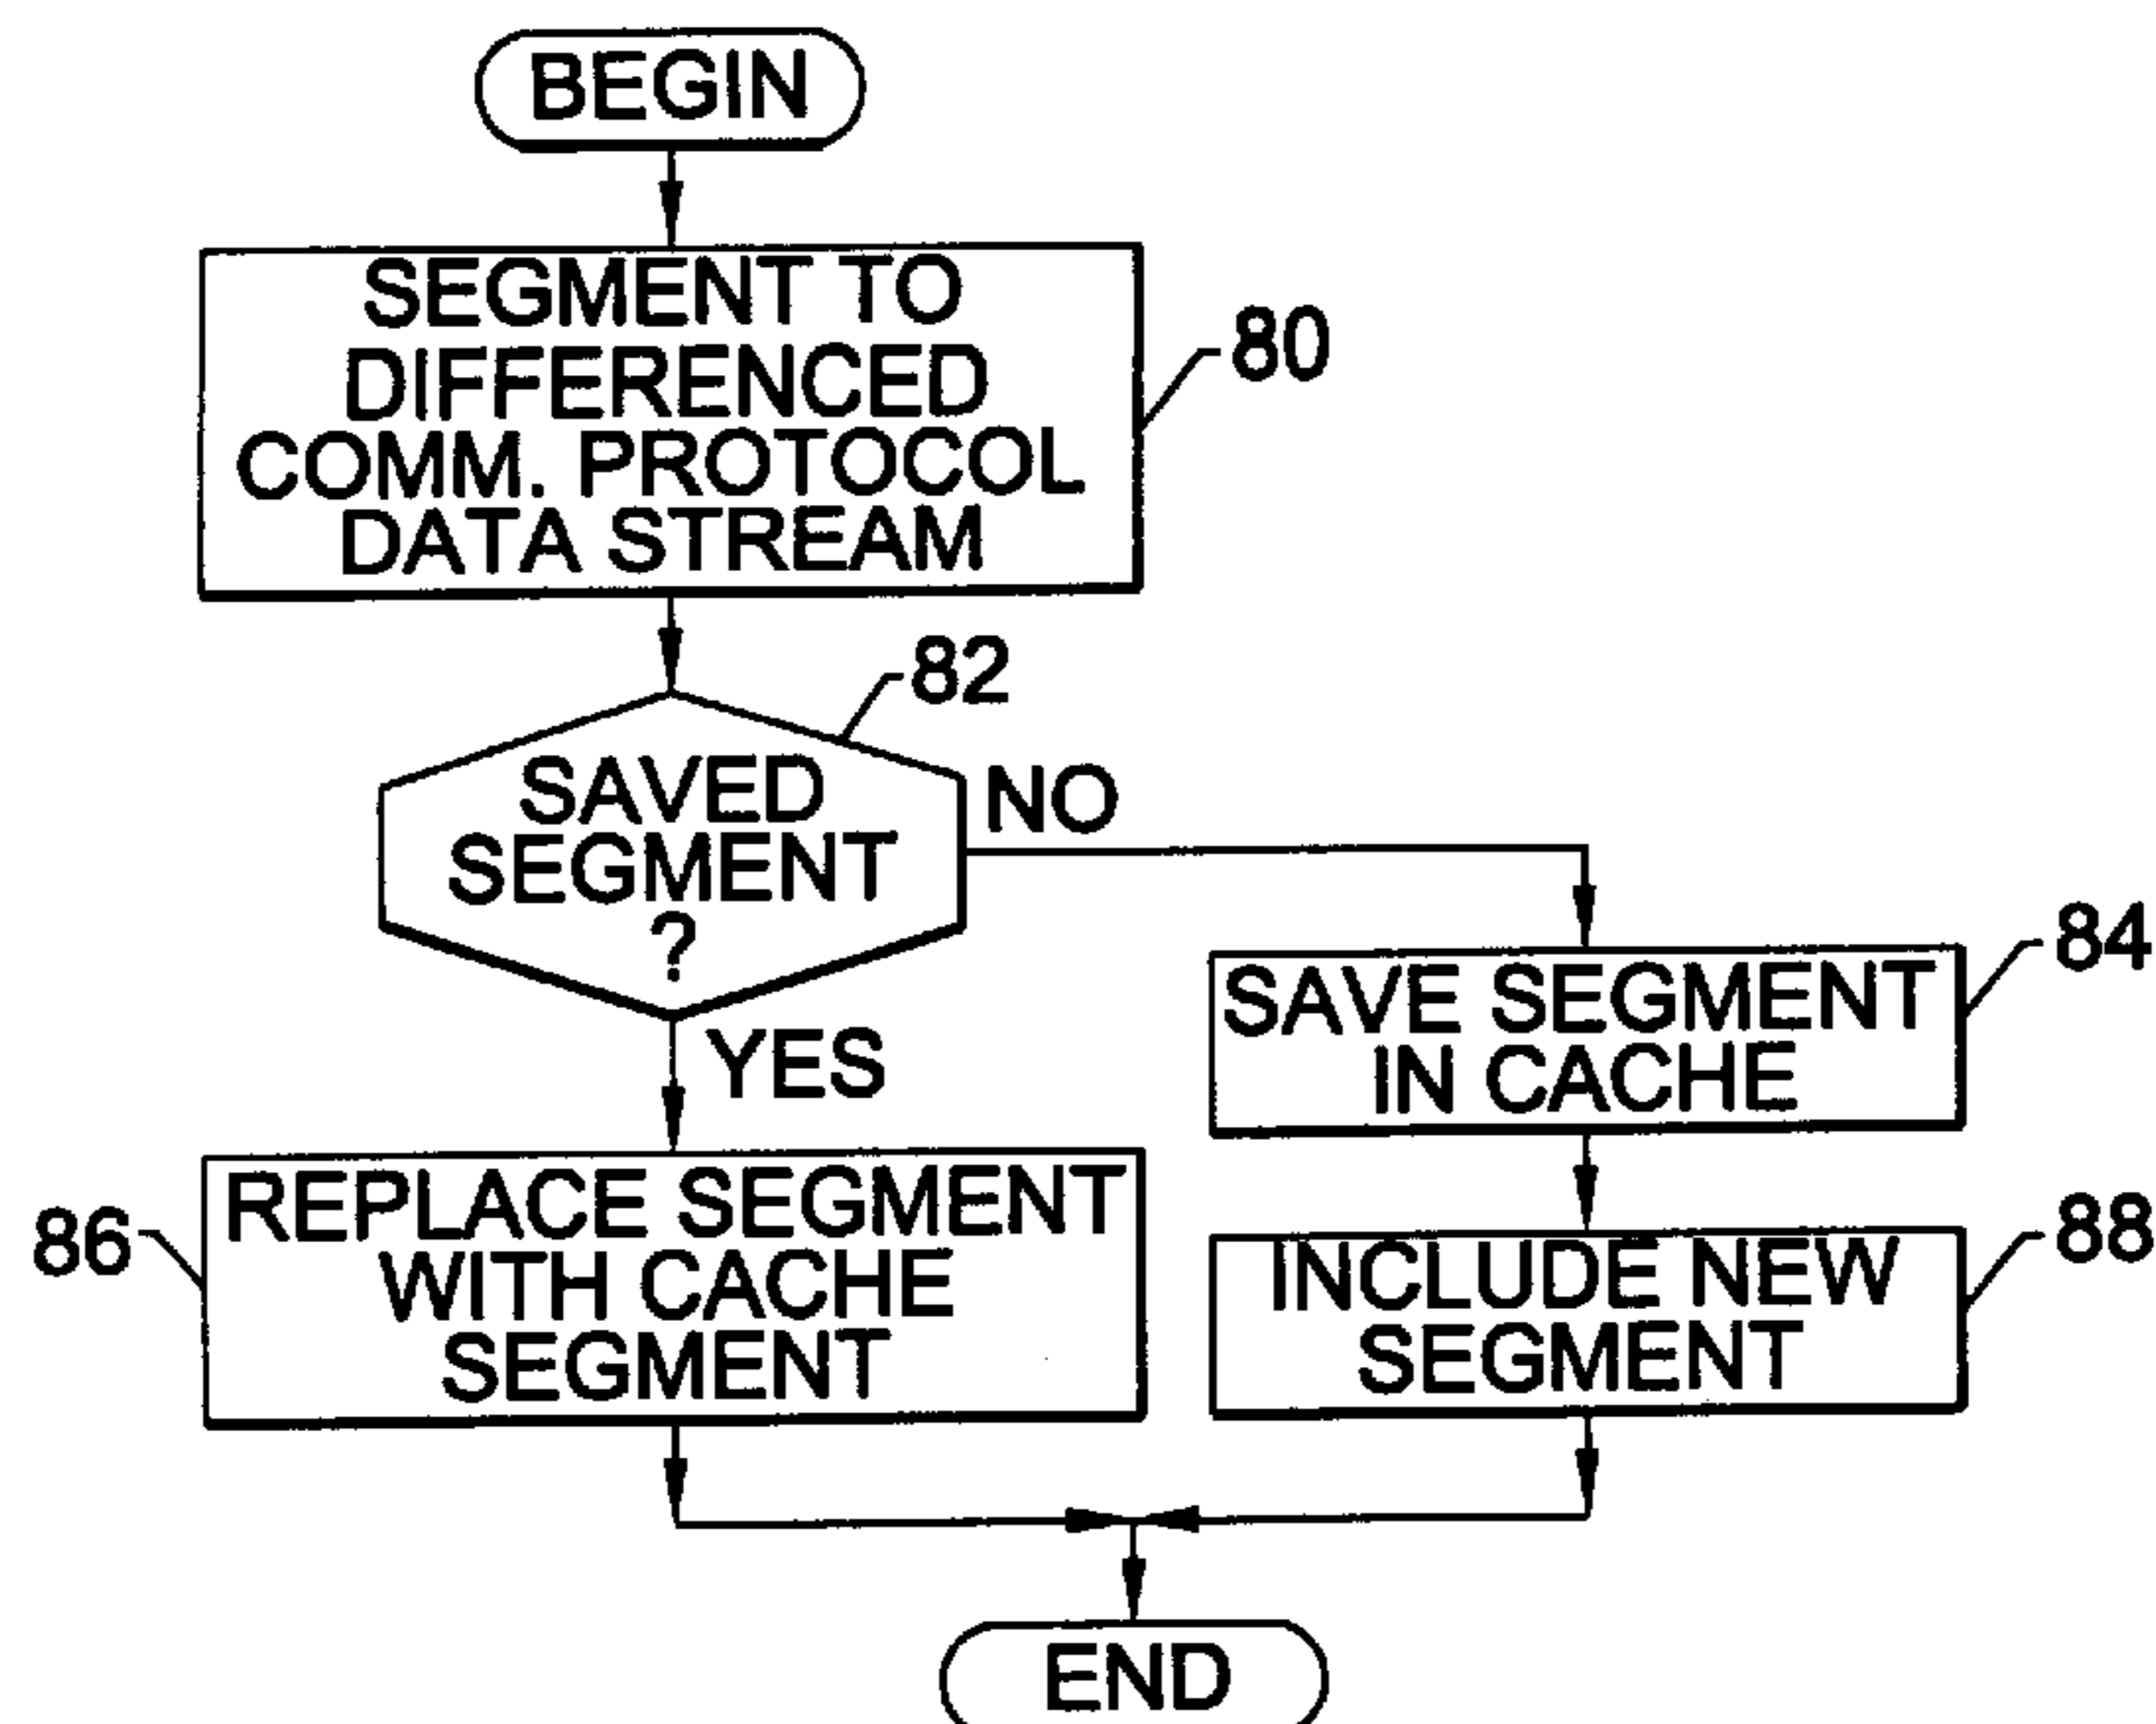 BEGIN
SEGMENT TO
DIFFERENCED
COMM. PROTOCOL
DATA STREAM
80
82
SAVED
SEGMENT
?
NO
YES
84
SAVE SEGMENT
IN CACHE
86
REPLACE SEGMENT
WITH CACHE
SEGMENT
88
INCLUDE NEW
SEGMENT
END